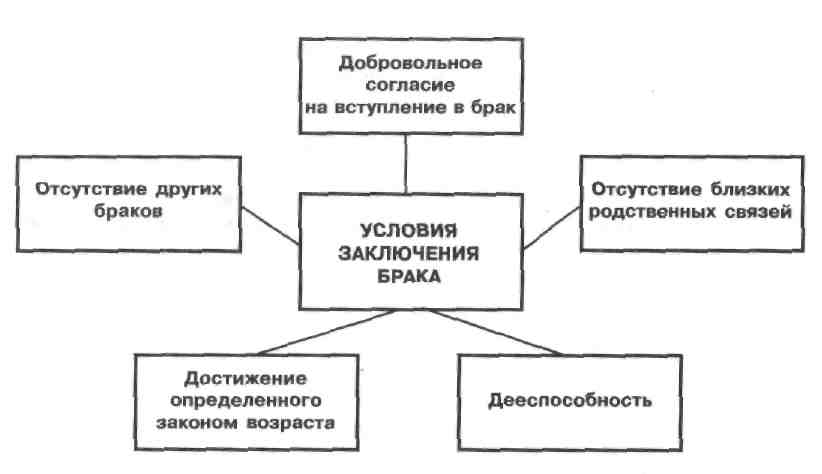 Добровольное
согласие
на вступление в брак
Отсутствие других
браков
Отсутствие близких
родственных связей
УСЛОВИЯ
ЗАКЛЮЧЕНИЯ
БРАКА
Достижение
определенного
законом возраста
Дееспособность